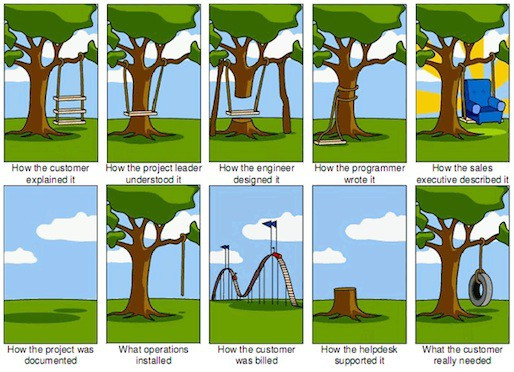 How the customer
explained it
How the project leader
understood it
How the engineer
designed it
How the programmer
wrote it
How the sales
executive described it
How the project was
documented
What operations
installed
How the customer
was billed
How the helpdesk
supported it
What the customer
really needed